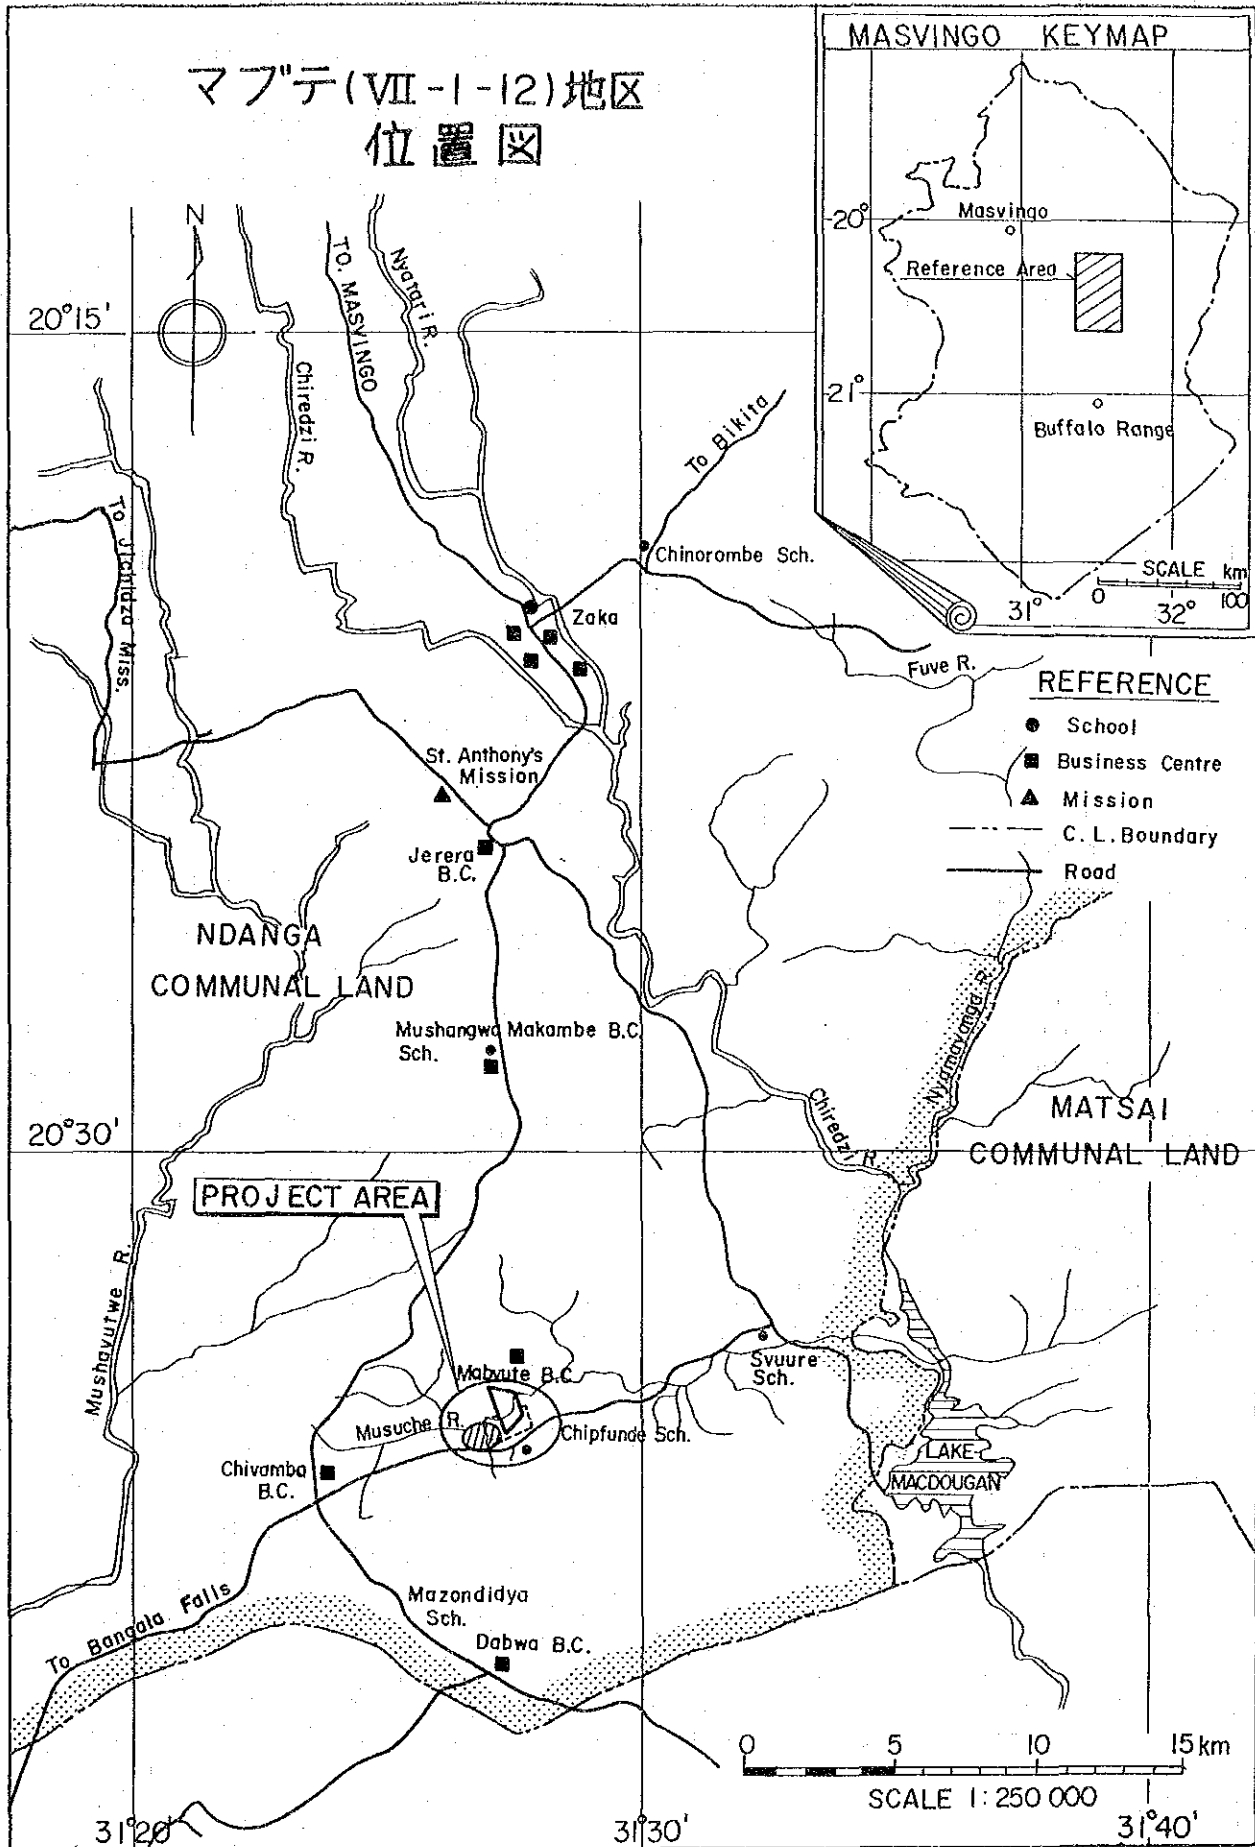 マブテ(Ⅶ-1-12)地区
位置図
MASVINGO KEYMAP
20°
Masvingo
Reference Area
21°
Buffalo Range
SCALE km
0 100
31° 32°
N
20°15'
TO. MASVINGO
Nyatari R.
Chiredzi R.
To Bikita
Chinorombe Sch.
Zaka
To Jichidza Miss.
Fuve R.
REFERENCE
School
Business Centre
Mission
C. L. Boundary
Road
St. Anthony's
Mission
Jerera
B.C.
NDANGA
COMMUNAL LAND
Mushangwa Makambe B.C.
Sch.
Nyamavanga R.
Chiredzi R.
MATSAI
COMMUNAL LAND
20°30'
PROJECT AREA
Mushavutwe R.
Mabvute B.C.
Svuure
Sch.
Musuche R.
Chipfunde Sch.
Chivamba
B.C.
LAKE
MACDOUGAN
Mazondidya
Sch.
To Bangala Falls
Dabwa B.C.
0 5 10 15km
SCALE 1:250 000
31°20' 31°30' 31°40'